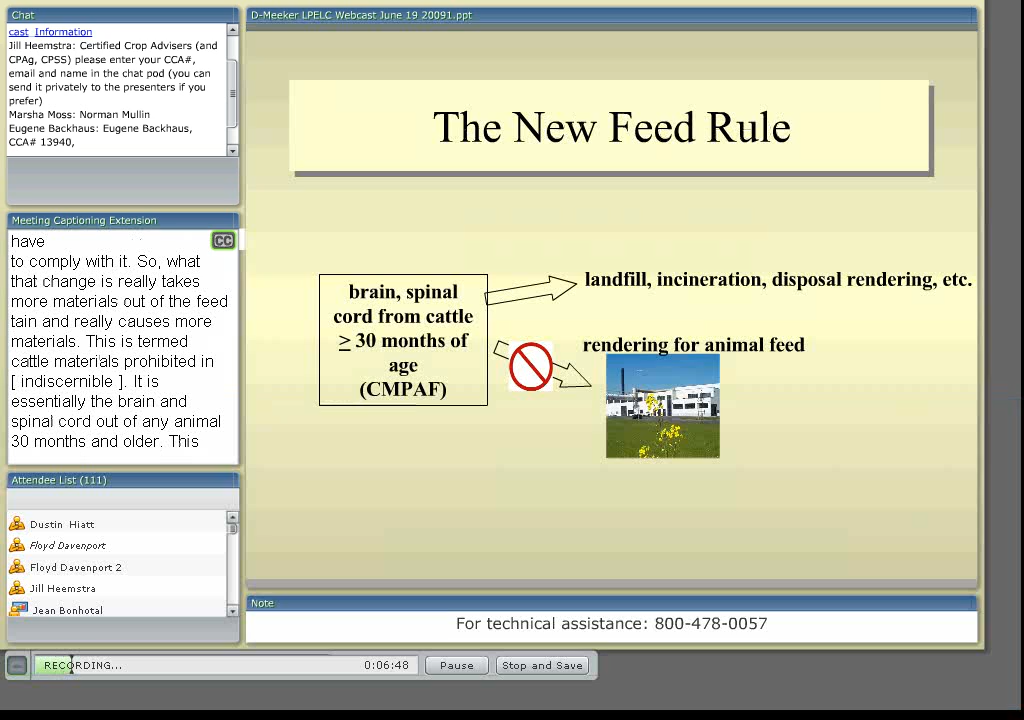 Chat
cast Information
Jill Heemstra: Certified Crop Advisers (and
CPAg, CPSS) please enter your CCA#,
email and name in the chat pod (you can
send it privately to the presenters if you
prefer)
Marsha Moss: Norman Mullin
Eugene Backhaus: Eugene Backhaus,
CCA# 13940,
Meeting Captioning Extension
CC
have
to comply with it. So, what
that change is really takes
more materials out of the feed
tain and really causes more
materials. This is termed
cattle materials prohibited in
[ indiscernible ]. It is
essentially the brain and
spinal cord out of any animal
30 months and older. This
Attendee List (111)
Dustin Hiatt
Floyd Davenport
Floyd Davenport 2
Jill Heemstra
Jean Bonhotal
D-Meeker LPELC Webcast June 19 20091.ppt
The New Feed Rule
brain, spinal
cord from cattle
≥ 30 months of
age
(CMPAF)
landfill, incineration, disposal rendering, etc.
rendering for animal feed
Note
For technical assistance: 800-478-0057
RECORDING...
0:06:48
Pause
Stop and Save